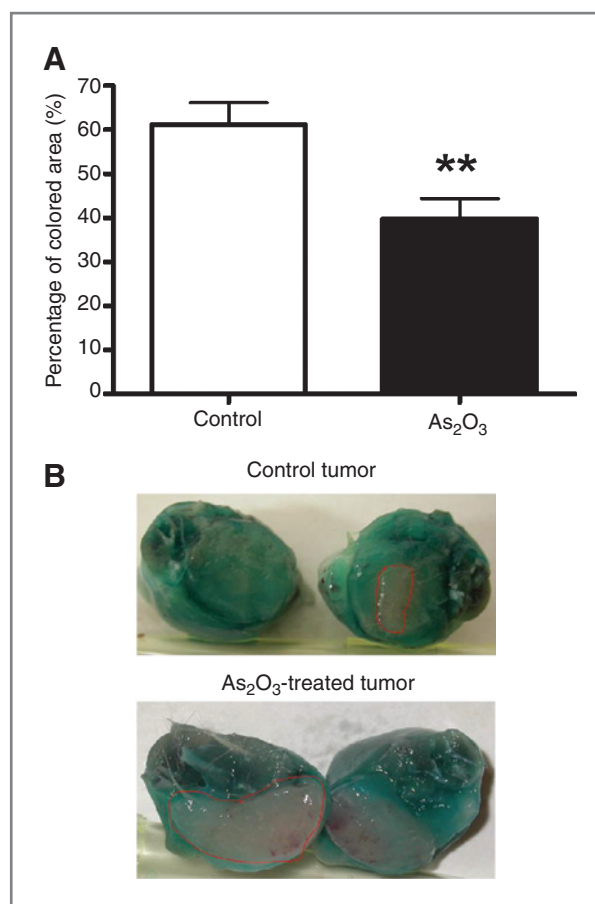 A
Percentage of colored area (%)
70
60
50
40
30
20
10
0
**
Control
As₂O₃
B
Control tumor
As₂O₃-treated tumor